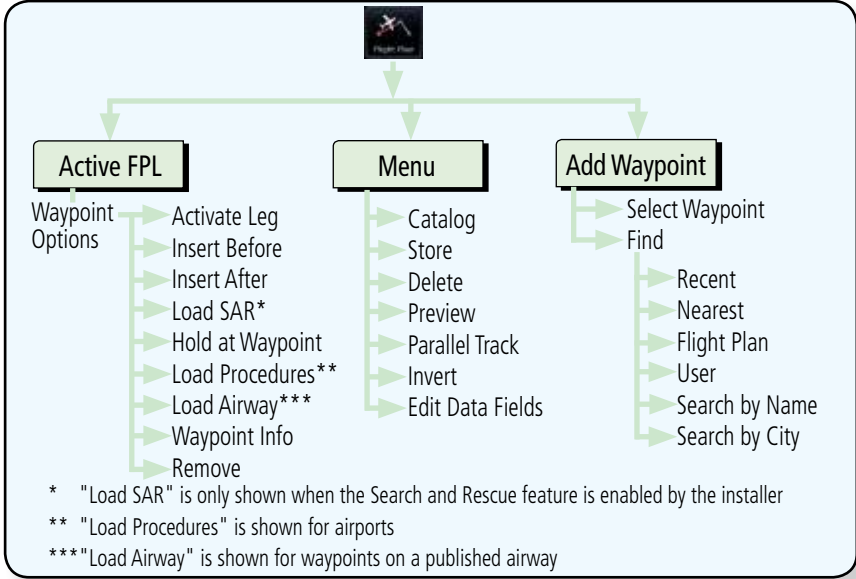 Flight Plan
Active FPL
Waypoint
Options
Activate Leg
Insert Before
Insert After
Load SAR*
Hold at Waypoint
Load Procedures**
Load Airway***
Waypoint Info
Remove
Menu
Catalog
Store
Delete
Preview
Parallel Track
Invert
Edit Data Fields
Add Waypoint
Select Waypoint
Find
Recent
Nearest
Flight Plan
User
Search by Name
Search by City
* "Load SAR" is only shown when the Search and Rescue feature is enabled by the installer
** "Load Procedures" is shown for airports
***"Load Airway" is shown for waypoints on a published airway